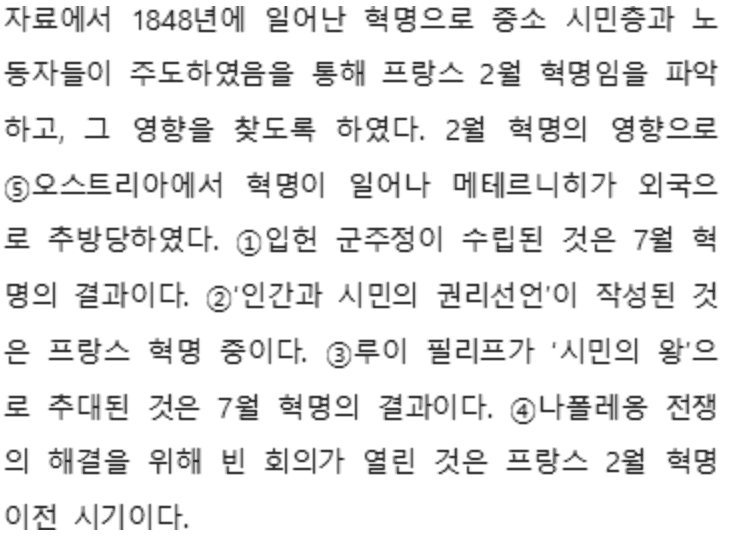 자료에서 1848년에 일어난 혁명으로 중소 시민층과 노
동자들이 주도하였음을 통해 프랑스 2월 혁명임을 파악
하고, 그 영향을 찾도록 하였다. 2월 혁명의 영향으로
⑤오스트리아에서 혁명이 일어나 메테르니히가 외국으
로 추방당하였다. ①입헌 군주정이 수립된 것은 7월 혁
명의 결과이다. ②‘인간과 시민의 권리선언’이 작성된 것
은 프랑스 혁명 중이다. ③루이 필리프가 ‘시민의 왕’으
로 추대된 것은 7월 혁명의 결과이다. ④나폴레옹 전쟁
의 해결을 위해 빈 회의가 열린 것은 프랑스 2월 혁명
이전 시기이다.